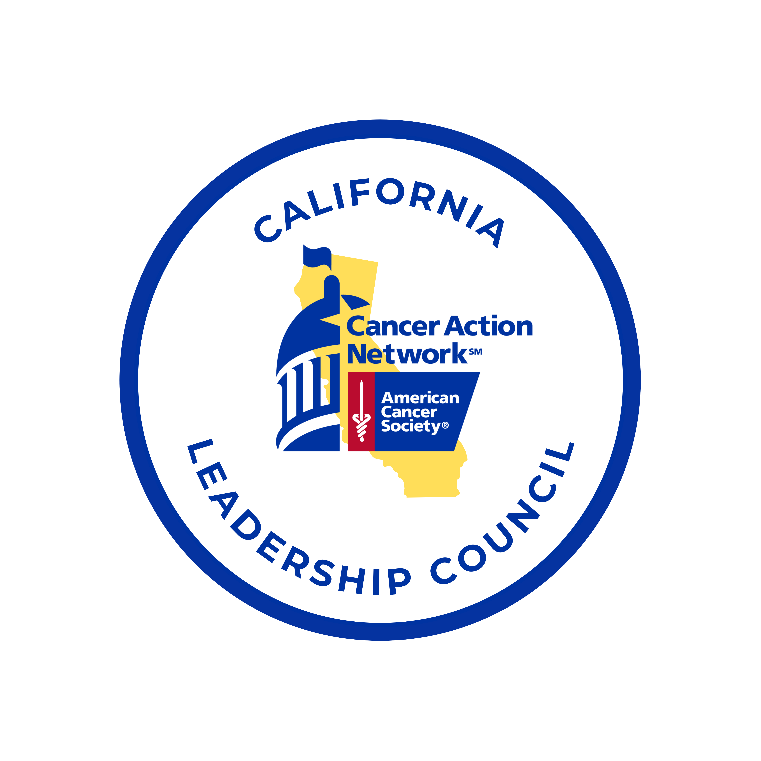 CALIFORNIA
Cancer Action
Network℠
American
Cancer
Society®
LEADERSHIP COUNCIL